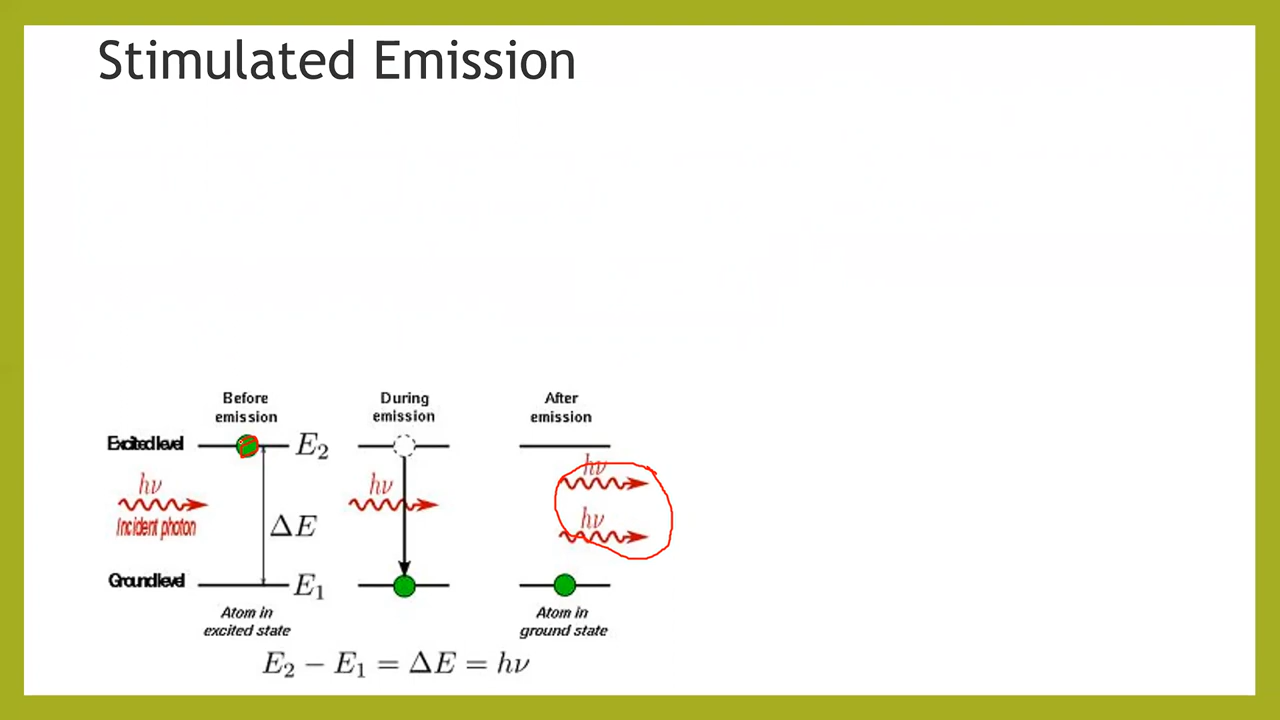 Stimulated Emission
Before
emission
During
emission
After
emission
Excited level
E₂
hν
Incident photon
ΔE
hν
hν
hν
Ground level
E₁
Atom in
excited state
Atom in
ground state
E₂ − E₁ = ΔE = hν